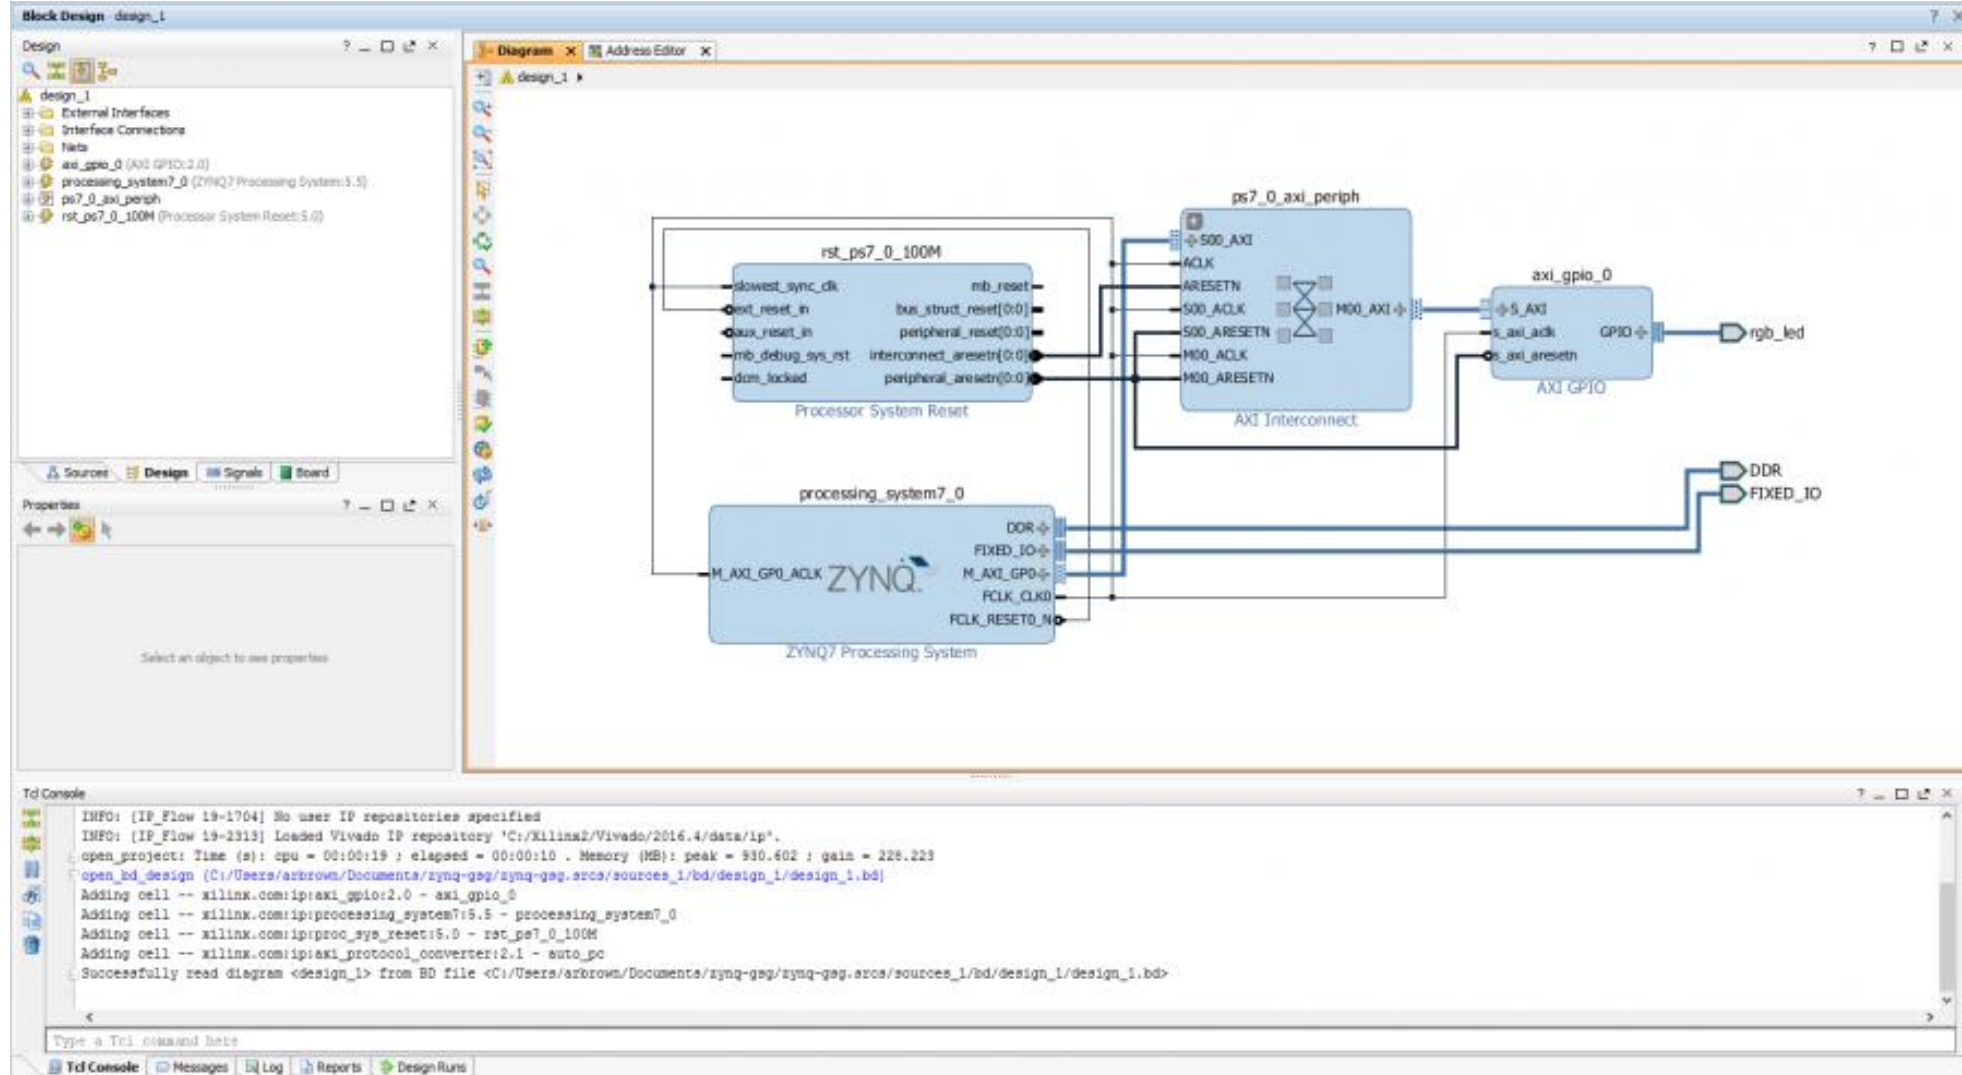 Block Design design_1
Design
design_1
External Interfaces
Interface Connections
Nets
axi_gpio_0 (AXI GPIO:2.0)
processing_system7_0 (ZYNQ7 Processing System:5.5)
ps7_0_axi_periph
rst_ps7_0_100M (Processor System Reset:5.0)
Sources Design Signals Board
Properties
Select an object to see properties
Diagram Address Editor
design_1
rst_ps7_0_100M
slowest_sync_clk
ext_reset_in
aux_reset_in
mb_debug_sys_rst
dcm_locked
mb_reset
bus_struct_reset[0:0]
peripheral_reset[0:0]
interconnect_aresetn[0:0]
peripheral_aresetn[0:0]
Processor System Reset
ps7_0_axi_periph
S00_AXI
ACLK
ARESETN
S00_ACLK
S00_ARESETN
M00_ACLK
M00_ARESETN
M00_AXI
AXI Interconnect
axi_gpio_0
S_AXI
s_axi_aclk
s_axi_aresetn
GPIO
AXI GPIO
rgb_led
DDR
FIXED_IO
processing_system7_0
M_AXI_GP0_ACLK
ZYNQ
DDR
FIXED_IO
M_AXI_GP0
FCLK_CLK0
FCLK_RESET0_N
ZYNQ7 Processing System
Tcl Console
INFO: [IP_Flow 19-1704] No user IP repositories specified
INFO: [IP_Flow 19-2313] Loaded Vivado IP repository 'C:/Xilinx2/Vivado/2016.4/data/ip'.
open_project: Time (s): cpu = 00:00:19 ; elapsed = 00:00:10 . Memory (MB): peak = 930.602 ; gain = 228.223
open_bd_design {C:/Users/arbrown/Documents/zynq-gsg/zynq-gsg.srcs/sources_1/bd/design_1/design_1.bd}
Adding cell -- xilinx.com:ip:axi_gpio:2.0 - axi_gpio_0
Adding cell -- xilinx.com:ip:processing_system7:5.5 - processing_system7_0
Adding cell -- xilinx.com:ip:proc_sys_reset:5.0 - rst_ps7_0_100M
Adding cell -- xilinx.com:ip:axi_protocol_converter:2.1 - auto_pc
Successfully read diagram <design_1> from BD file <C:/Users/arbrown/Documents/zynq-gsg/zynq-gsg.srcs/sources_1/bd/design_1/design_1.bd>
Type a Tcl command here
Tcl Console Messages Log Reports Design Runs